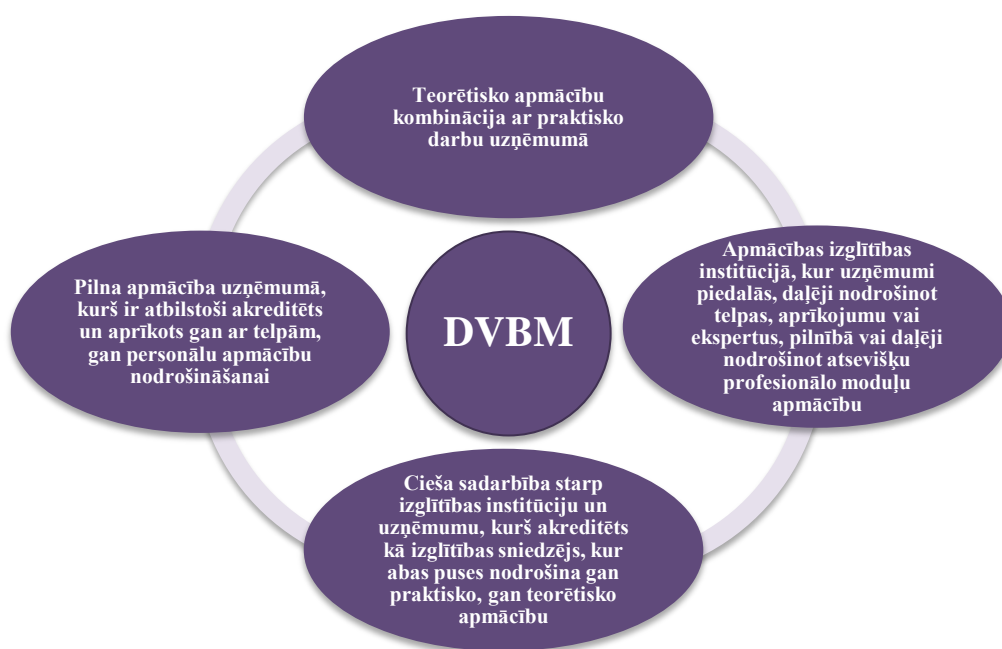 Teorētisko apmācību
kombinācija ar praktisko
darbu uzņēmumā
Pilna apmācība uzņēmumā,
kurš ir atbilstoši akreditēts
un aprīkots gan ar telpām,
gan personālu apmācību
nodrošināšanai
DVBM
Apmācības izglītības
institūcijā, kur uzņēmumi
piedalās, daļēji nodrošinot
telpas, aprīkojumu vai
ekspertus, pilnībā vai daļēji
nodrošinot atsevišķu
profesionālo moduļu
apmācību
Cieša sadarbība starp
izglītības institūciju un
uzņēmumu, kurš akreditēts
kā izglītības sniedzējs, kur
abas puses nodrošina gan
praktisko, gan teorētisko
apmācību